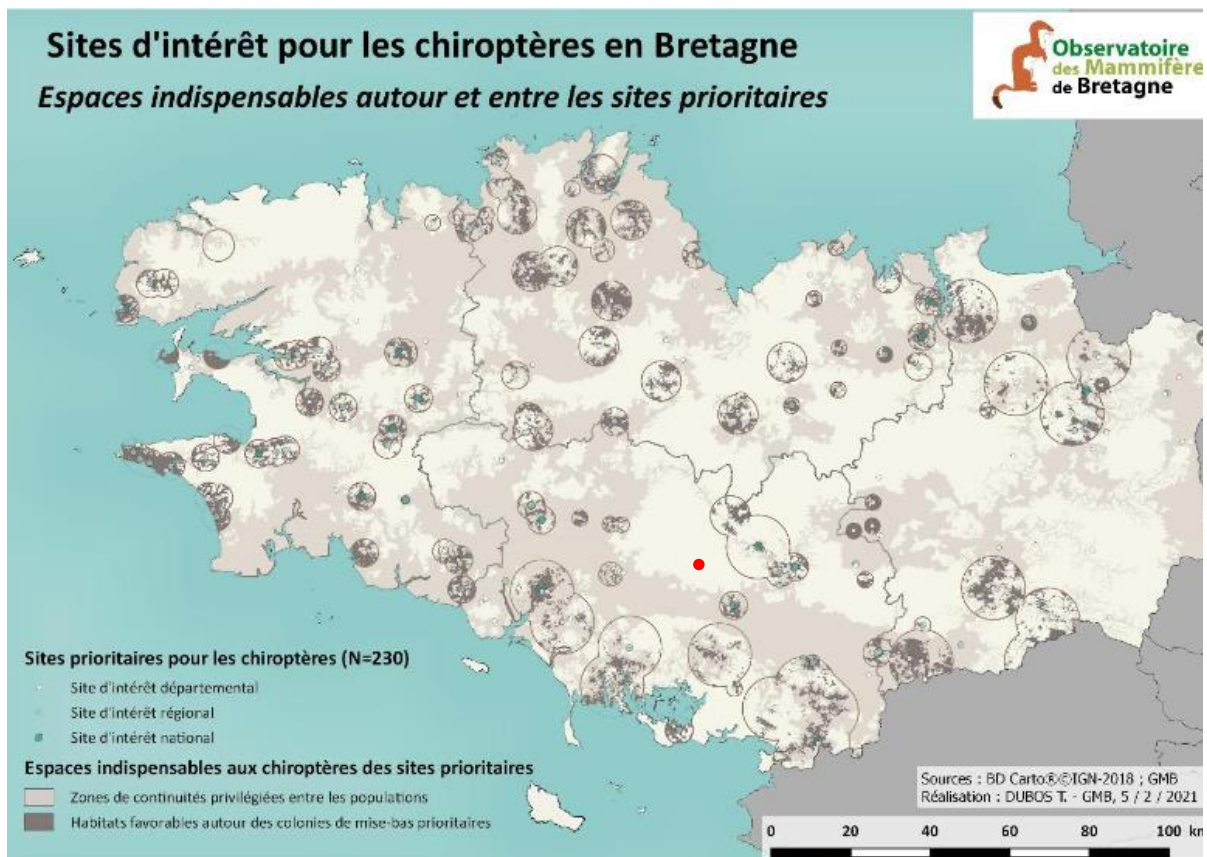 Sites d'intérêt pour les chiroptères en Bretagne
Espaces indispensables autour et entre les sites prioritaires
Observatoire
des Mammifère
de Bretagne
Sites prioritaires pour les chiroptères (N=230)
Site d'intérêt départemental
Site d'intérêt régional
Site d'intérêt national
Espaces indispensables aux chiroptères des sites prioritaires
Zones de continuités privilégiées entre les populations
Habitats favorables autour des colonies de mise-bas prioritaires
Sources : BD Carto®©IGN-2018 ; GMB
Réalisation : DUBOS T. - GMB, 5 / 2 / 2021
0 20 40 60 80 100 km